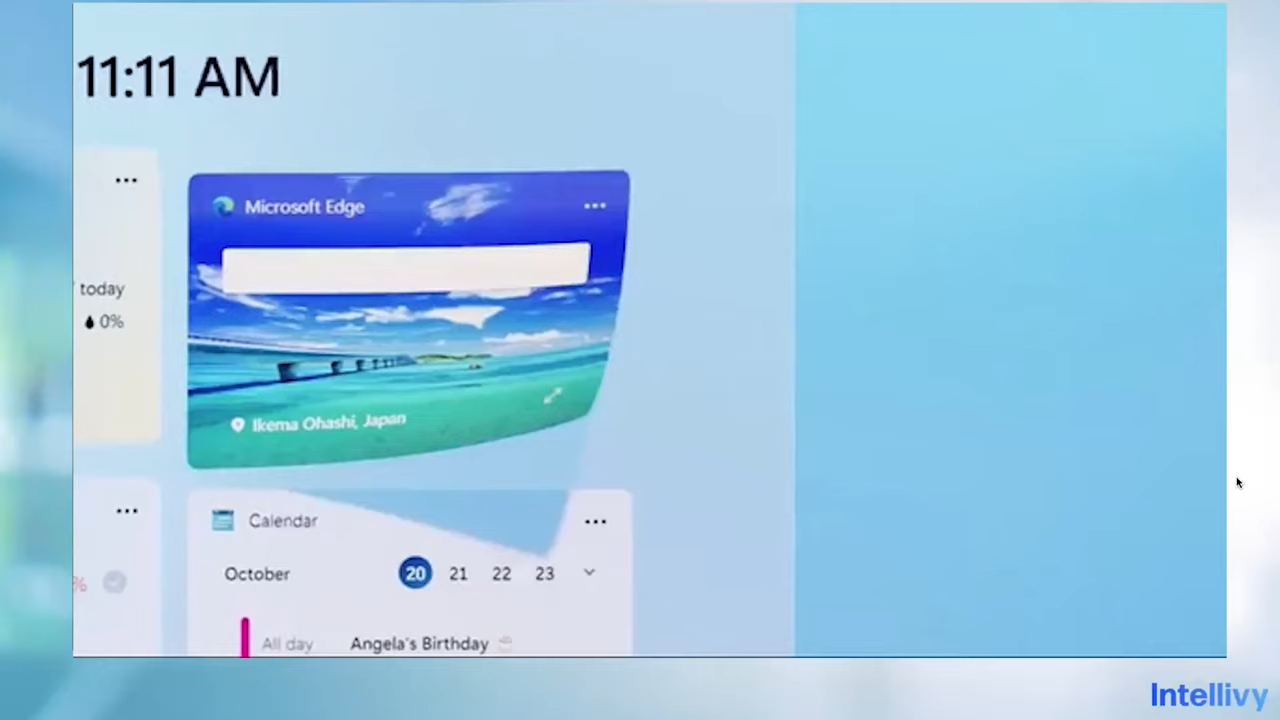 11:11 AM
Microsoft Edge
today
0%
Ikema Ohashi, Japan
Calendar
October 20 21 22 23
%
All day Angela's Birthday
Intellivy